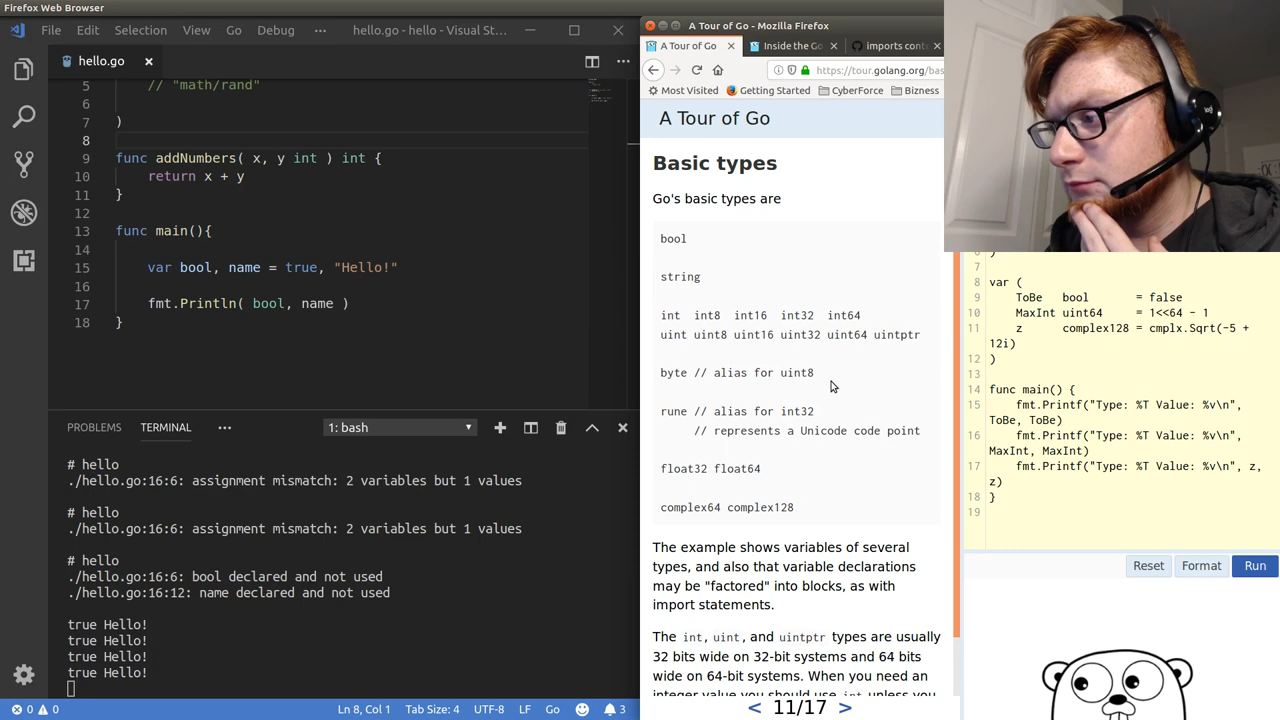 Firefox Web Browser
File Edit Selection View Go Debug ··· hello.go - hello - Visual St...
hello.go ×
5 // "math/rand"
6
7 )
8
9 func addNumbers( x, y int ) int {
10 return x + y
11 }
12
13 func main(){
14
15 var bool, name = true, "Hello!"
16
17 fmt.Println( bool, name )
18 }
PROBLEMS TERMINAL ··· 1: bash
# hello
./hello.go:16:6: assignment mismatch: 2 variables but 1 values
# hello
./hello.go:16:6: assignment mismatch: 2 variables but 1 values
# hello
./hello.go:16:6: bool declared and not used
./hello.go:16:12: name declared and not used
true Hello!
true Hello!
true Hello!
true Hello!
0 0 Ln 8, Col 1 Tab Size: 4 UTF-8 LF Go 3
A Tour of Go - Mozilla Firefox
A Tour of Go × Inside the Go × imports cont ×
https://tour.golang.org/bas
Most Visited Getting Started CyberForce Bizness
A Tour of Go
Basic types
Go's basic types are
bool
string
int int8 int16 int32 int64
uint uint8 uint16 uint32 uint64 uintptr
byte // alias for uint8
rune // alias for int32
// represents a Unicode code point
float32 float64
complex64 complex128
The example shows variables of several
types, and also that variable declarations
may be "factored" into blocks, as with
import statements.
The int, uint, and uintptr types are usually
32 bits wide on 32-bit systems and 64 bits
wide on 64-bit systems. When you need an
integer value you should use int unless you
< 11/17 >
logi
7
8 var (
9 ToBe bool = false
10 MaxInt uint64 = 1<<64 - 1
11 z complex128 = cmplx.Sqrt(-5 +
12i)
12 )
13
14 func main() {
15 fmt.Printf("Type: %T Value: %v\n",
ToBe, ToBe)
16 fmt.Printf("Type: %T Value: %v\n",
MaxInt, MaxInt)
17 fmt.Printf("Type: %T Value: %v\n", z,
z)
18 }
19
Reset Format Run